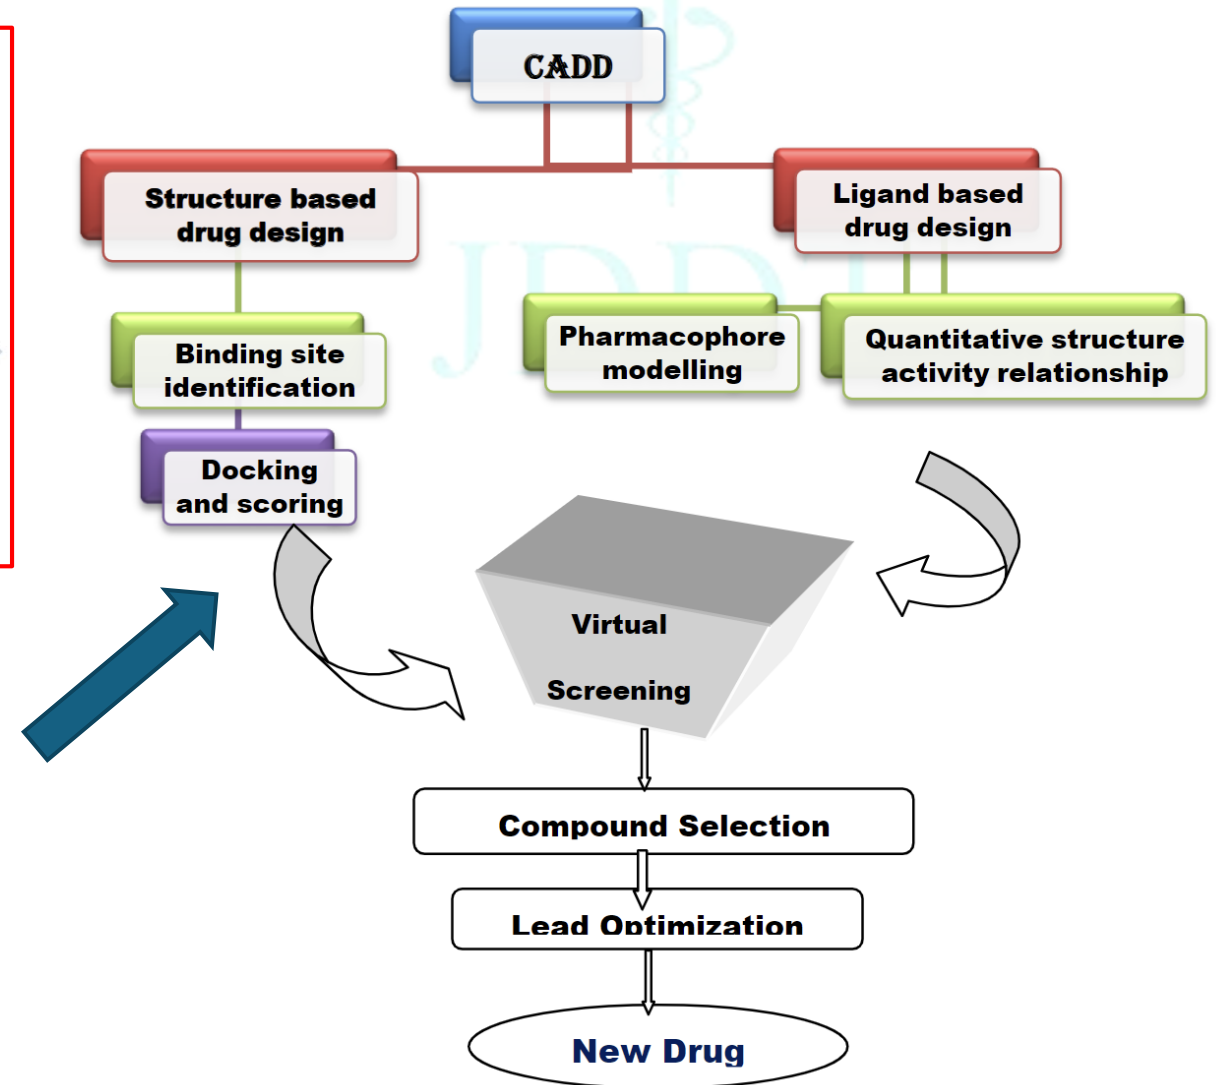 CADD
Structure based
drug design
Ligand based
drug design
Binding site
identification
Pharmacophore
modelling
Quantitative structure
activity relationship
Docking
and scoring
Virtual
Screening
Compound Selection
Lead Optimization
New Drug